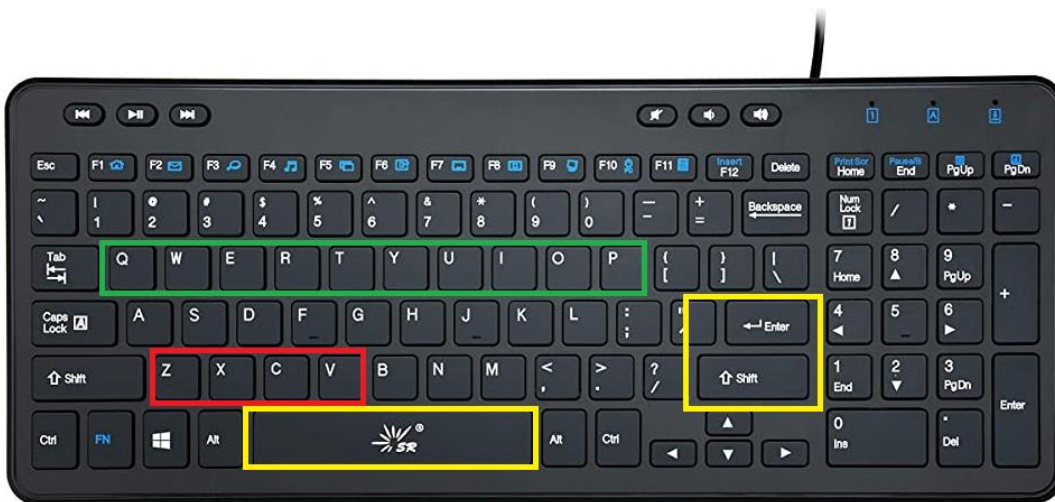 1 A
Esc F1 F2 F3 F4 F5 F6 F7 F8 F9 F10 F11 Insert F12 Delete Print Scr Home Pause/B End PgUp PgDn
~ ` ! 1 @ 2 # 3 $ 4 % 5 ^ 6 & 7 * 8 ( 9 ) 0 — - + = Backspace Num Lock 1 / * -
Tab Q W E R T Y U I O P { [ } ] | \ 7 Home 8 9 PgUp +
Caps Lock A A S D F G H J K L : ; " Enter 4 5 6
Shift Z X C V B N M < , > . ? / Shift 1 End 2 3 PgDn Enter
Ctrl FN Alt SR ® Alt Ctrl 0 Ins . Del